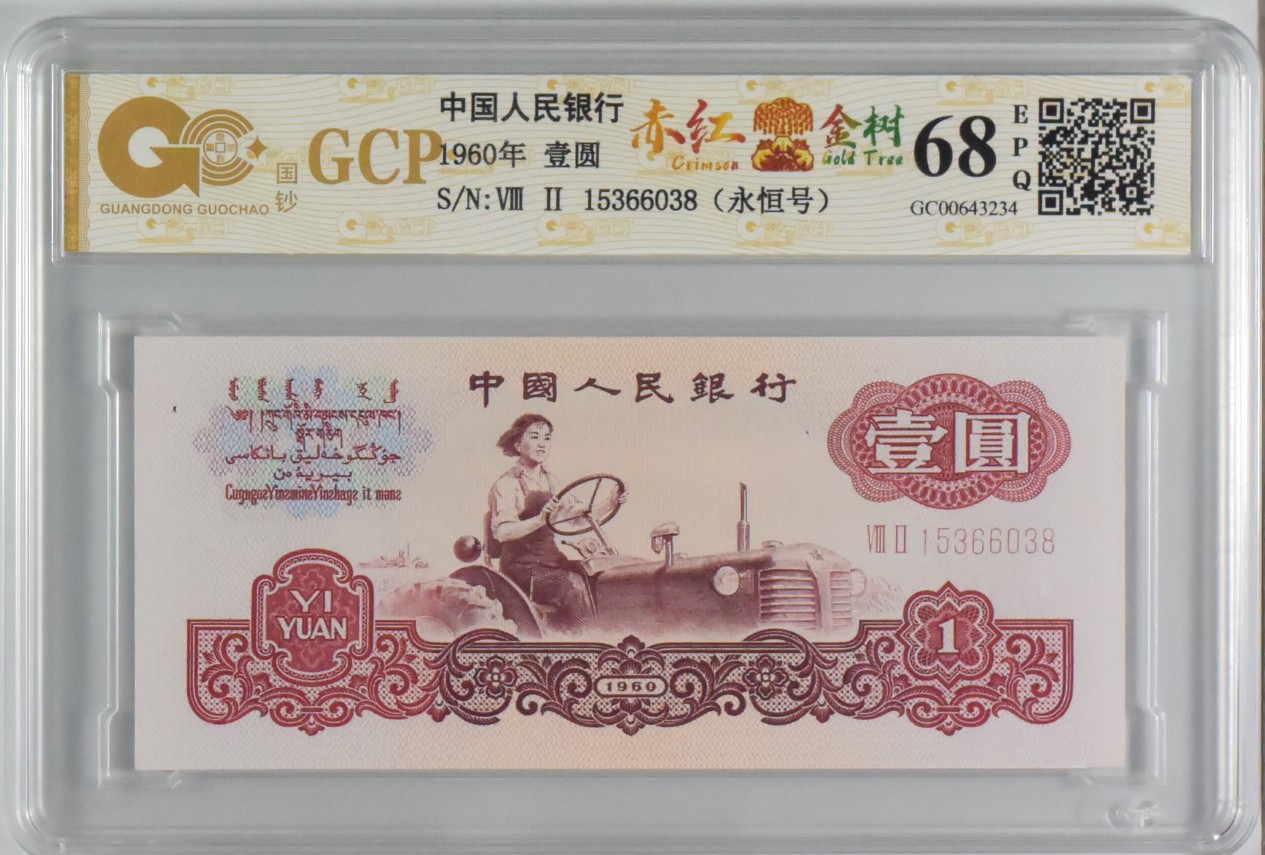 GUANGDONG GUOCHAO
国钞
GCP
中国人民银行
1960年 壹圆
S/N:Ⅷ Ⅱ 15366038（永恒号）
赤红 金树
Crimson Gold Tree
68
EPQ
GC00643234
中國人民銀行
壹圓
Ⅷ Ⅱ 15366038
YI
YUAN
1
1960